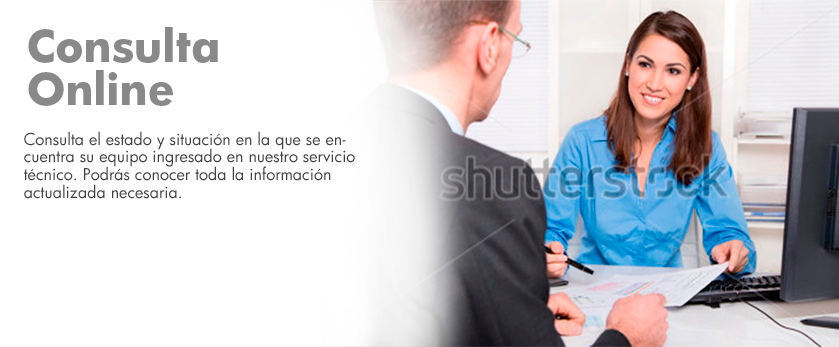 Consulta
Online
Consulta el estado y situación en la que se en-
cuentra su equipo ingresado en nuestro servicio
técnico. Podrás conocer toda la información
actualizada necesaria.
shutterstock